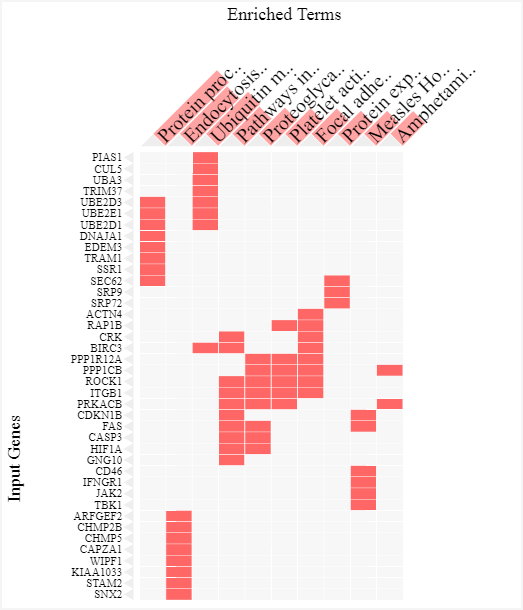 Enriched Terms
Protein proc..
Endocytosis..
Ubiquitin m..
Pathways in..
Proteoglyca..
Platelet acti..
Focal adhe..
Protein exp..
Measles Ho..
Amphetami..
Input Genes
PIAS1
CUL5
UBA3
TRIM37
UBE2D3
UBE2E1
UBE2D1
DNAJA1
EDEM3
TRAM1
SSR1
SEC62
SRP9
SRP72
ACTN4
RAP1B
CRK
BIRC3
PPP1R12A
PPP1CB
ROCK1
ITGB1
PRKACB
CDKN1B
FAS
CASP3
HIF1A
GNG10
CD46
IFNGR1
JAK2
TBK1
ARFGEF2
CHMP2B
CHMP5
CAPZA1
WIPF1
KIAA1033
STAM2
SNX2